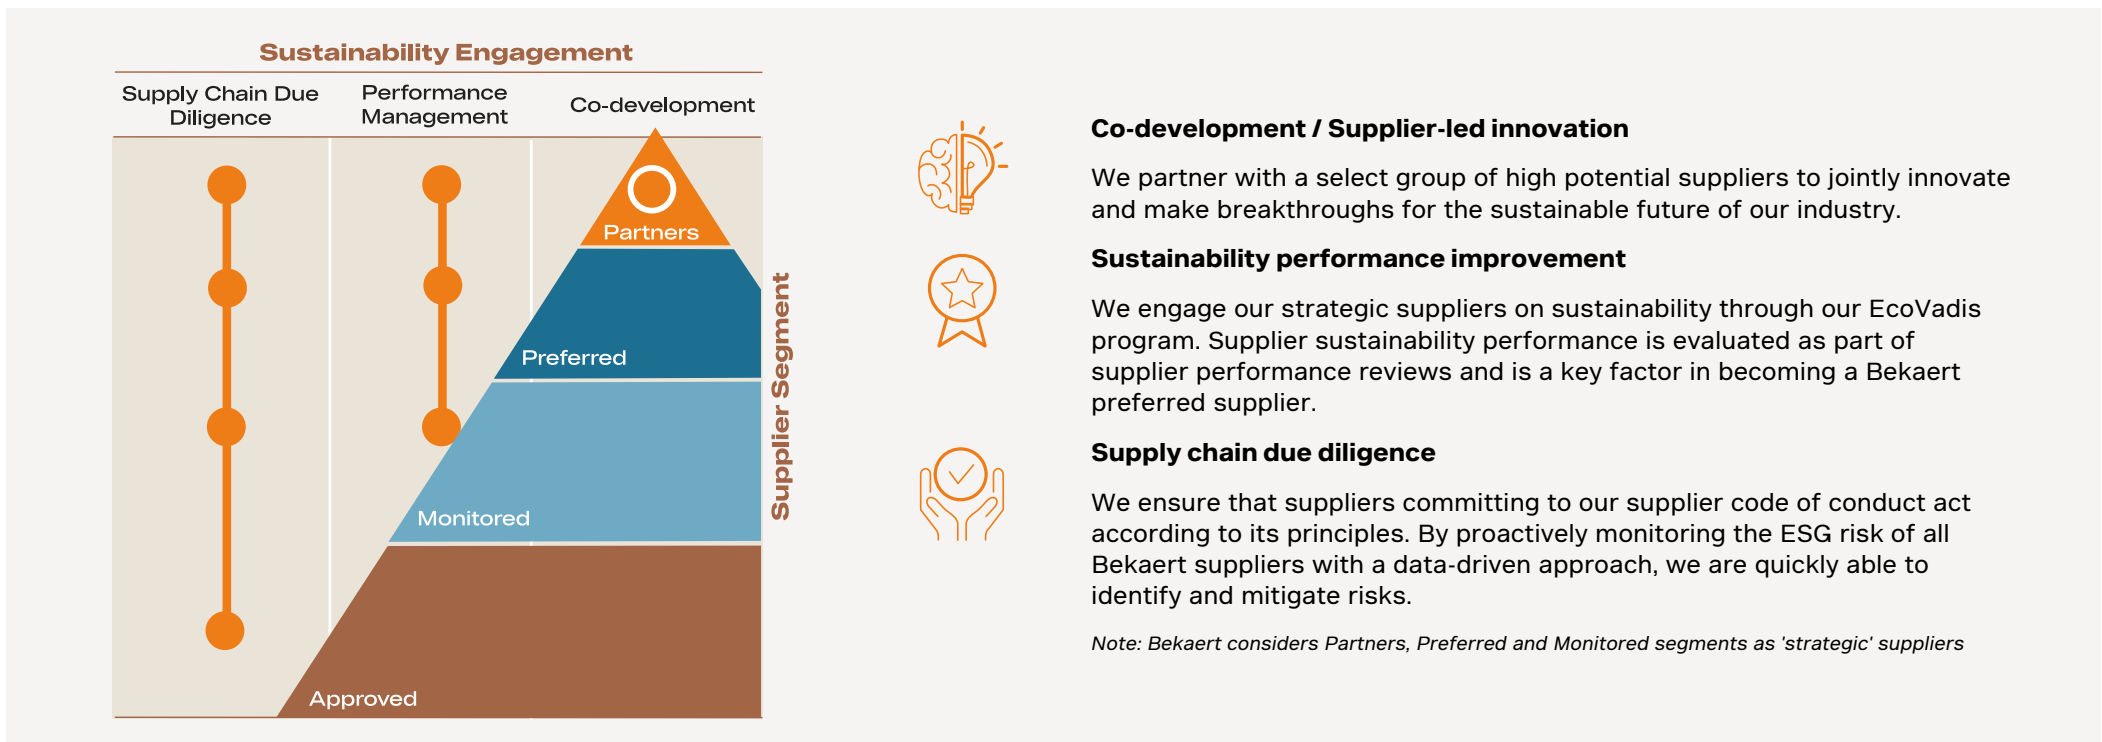 Sustainability Engagement
Supply Chain Due
Diligence
Performance
Management
Co-development
Partners
Preferred
Monitored
Approved
Supplier Segment
Co-development / Supplier-led innovation
We partner with a select group of high potential suppliers to jointly innovate
and make breakthroughs for the sustainable future of our industry.
Sustainability performance improvement
We engage our strategic suppliers on sustainability through our EcoVadis
program. Supplier sustainability performance is evaluated as part of
supplier performance reviews and is a key factor in becoming a Bekaert
preferred supplier.
Supply chain due diligence
We ensure that suppliers committing to our supplier code of conduct act
according to its principles. By proactively monitoring the ESG risk of all
Bekaert suppliers with a data-driven approach, we are quickly able to
identify and mitigate risks.
Note: Bekaert considers Partners, Preferred and Monitored segments as 'strategic' suppliers